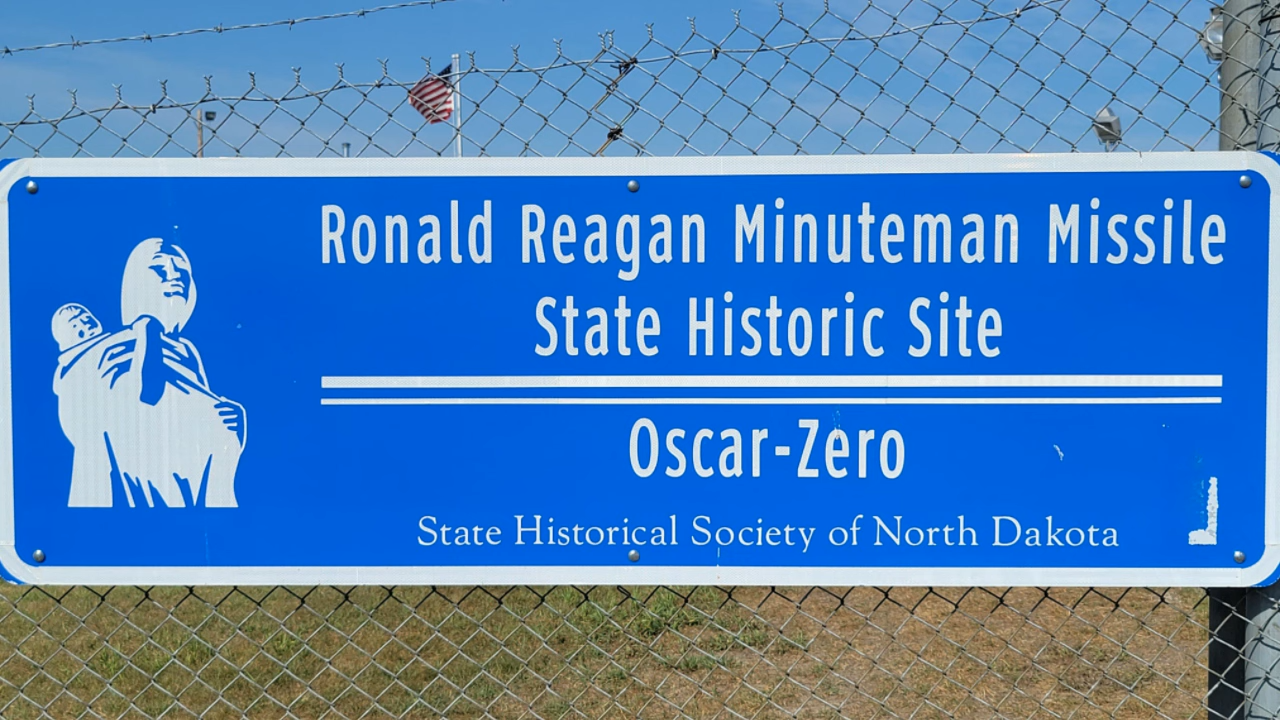 Ronald Reagan Minuteman Missile
State Historic Site
Oscar-Zero
State Historical Society of North Dakota